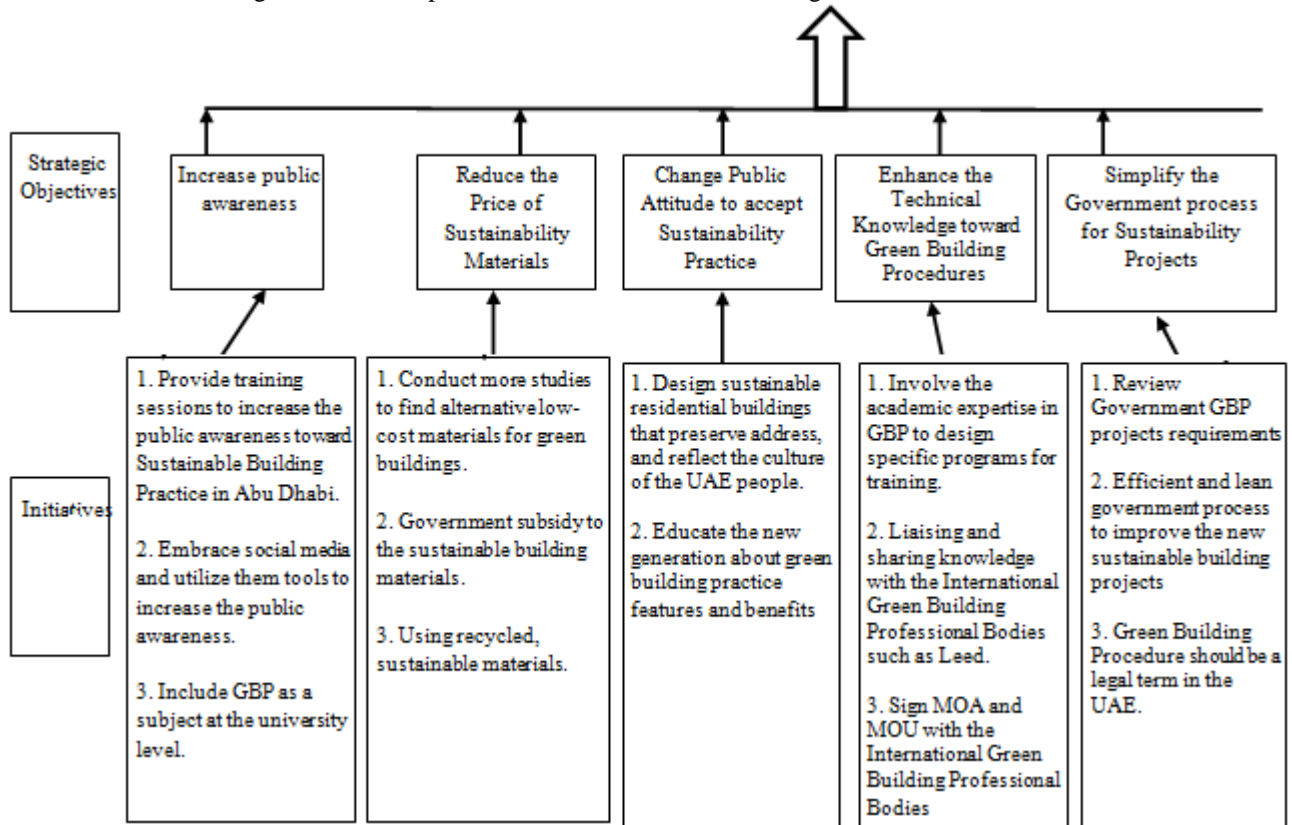 Strategic
Objectives
Increase public
awareness
Reduce the
Price of
Sustainability
Materials
Change Public
Attitude to accept
Sustainability
Practice
Enhance the
Technical
Knowledge toward
Green Building
Procedures
Simplify the
Government process
for Sustainability
Projects
Initiatives
1. Provide training
sessions to increase the
public awareness toward
Sustainable Building
Practice in Abu Dhabi.
2. Embrace social media
and utilize them tools to
increase the public
awareness.
3. Include GBP as a
subject at the university
level.
1. Conduct more studies
to find alternative low-
cost materials for green
buildings.
2. Government subsidy to
the sustainable building
materials.
3. Using recycled,
sustainable materials.
1. Design sustainable
residential buildings
that preserve address,
and reflect the culture
of the UAE people.
2. Educate the new
generation about green
building practice
features and benefits
1. Involve the
academic expertise in
GBP to design
specific programs for
training.
2. Liaising and
sharing knowledge
with the International
Green Building
Professional Bodies
such as Leed.
3. Sign MOA and
MOU with the
International Green
Building Professional
Bodies
1. Review
Government GBP
projects requirements
2. Efficient and lean
government process
to improve the new
sustainable building
projects
3. Green Building
Procedure should be a
legal term in the
UAE.